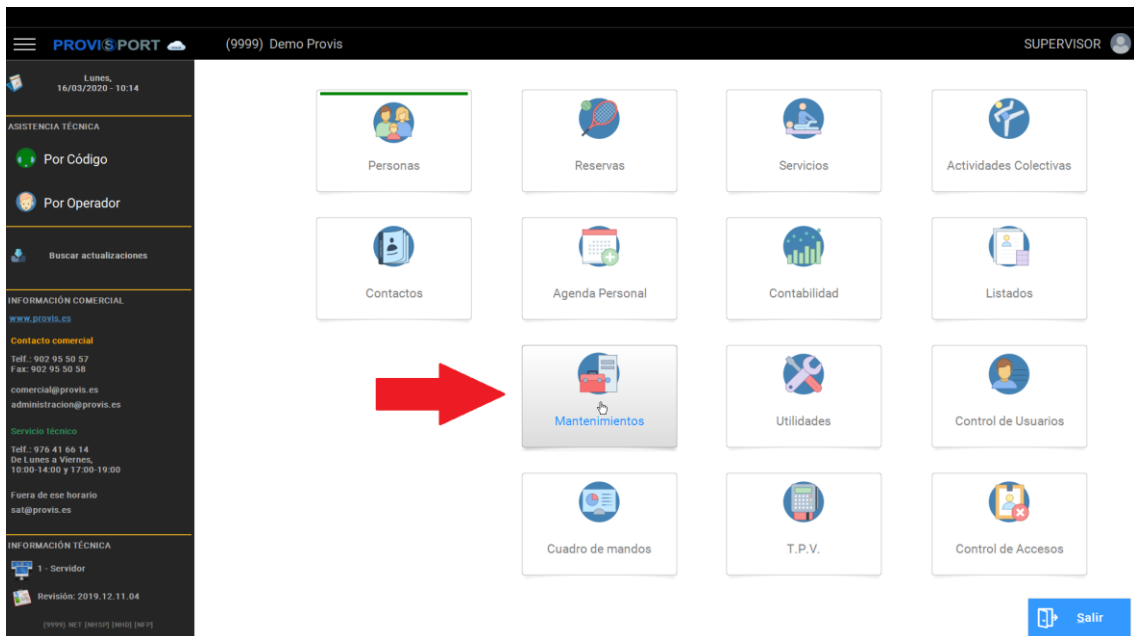 PROVISPORT
(9999) Demo Provis
SUPERVISOR
Lunes,
16/03/2020 - 10:14
ASISTENCIA TÉCNICA
Por Código
Por Operador
Buscar actualizaciones
INFORMACIÓN COMERCIAL
www.provis.es
Contacto comercial
Telf.: 902 95 50 57
Fax: 902 95 50 58
comercial@provis.es
administracion@provis.es
Servicio técnico
Telf.: 976 41 66 14
De Lunes a Viernes,
10:00-14:00 y 17:00-19:00
Fuera de ese horario
sat@provis.es
INFORMACIÓN TÉCNICA
1 - Servidor
Revisión: 2019.12.11.04
(9999) NET [NHSP] [NHD] [NFP]
Personas
Reservas
Servicios
Actividades Colectivas
Contactos
Agenda Personal
Contabilidad
Listados
Mantenimientos
Utilidades
Control de Usuarios
Cuadro de mandos
T.P.V.
Control de Accesos
Salir